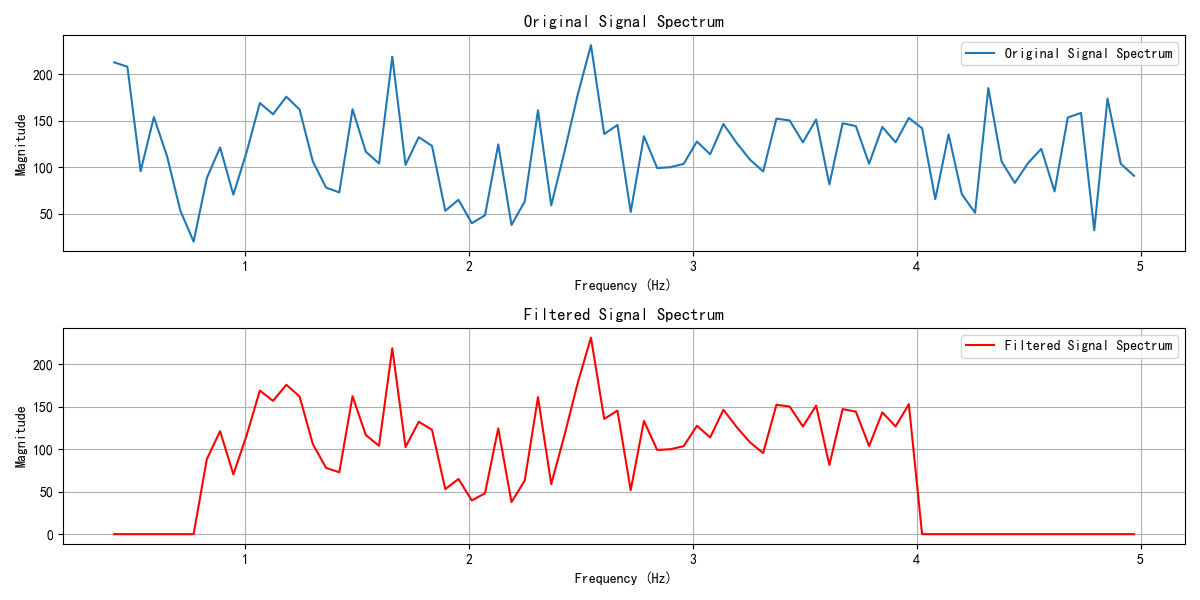 Original Signal Spectrum
Original Signal Spectrum
Magnitude
200
150
100
50
1 2 3 4 5
Frequency (Hz)
Filtered Signal Spectrum
Filtered Signal Spectrum
Magnitude
200
150
100
50
0
1 2 3 4 5
Frequency (Hz)